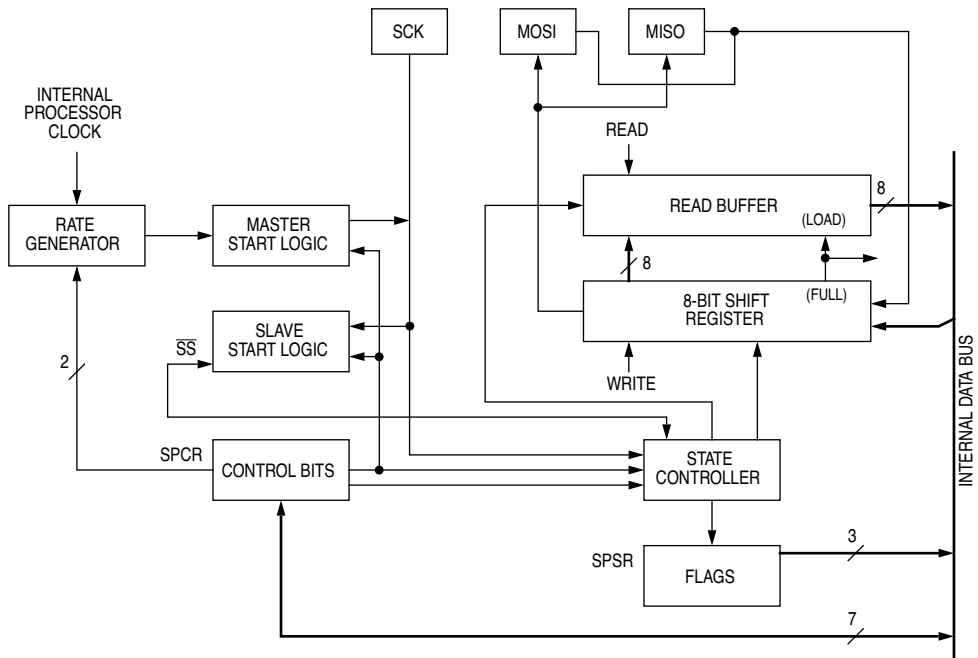 SCK
MOSI
MISO
INTERNAL
PROCESSOR
CLOCK
READ
RATE
GENERATOR
MASTER
START LOGIC
READ BUFFER
(LOAD)
8
8
8-BIT SHIFT
REGISTER
(FULL)
SLAVE
START LOGIC
SS
2
WRITE
INTERNAL DATA BUS
SPCR
CONTROL BITS
STATE
CONTROLLER
SPSR
FLAGS
3
7